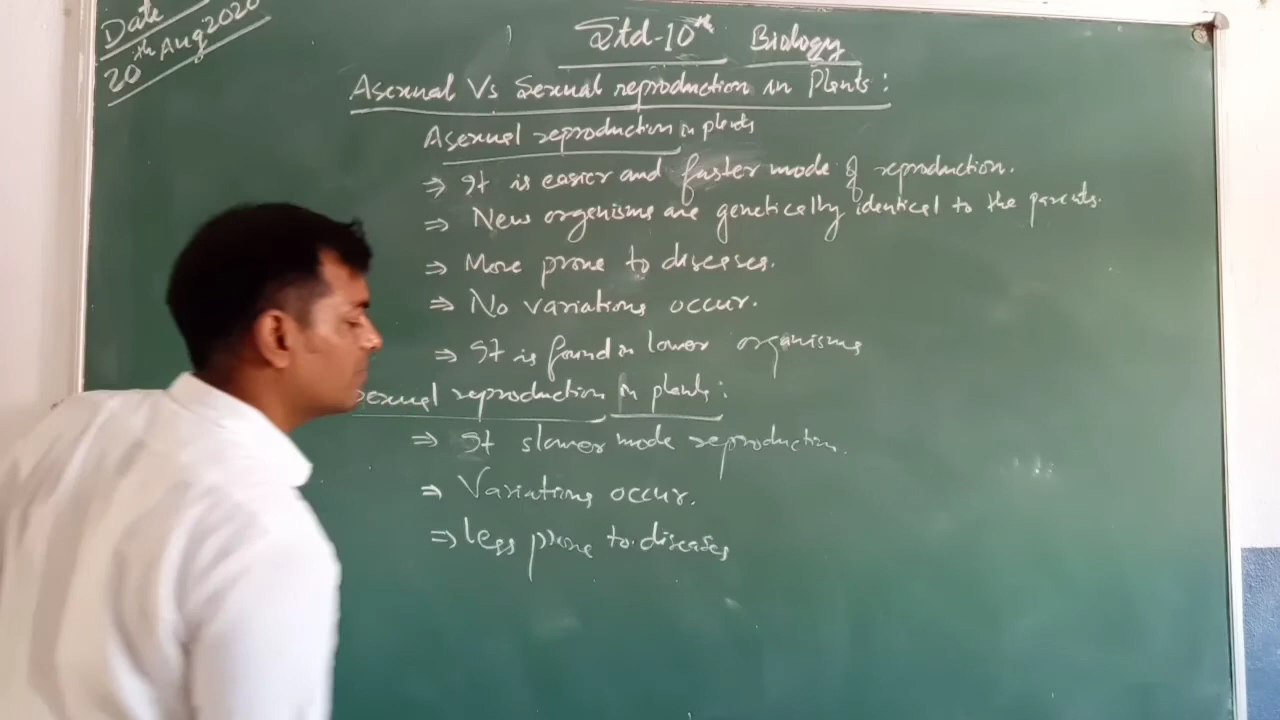 Date
20th Aug 2020
Std-10th Biology
Asexual Vs Sexual reproduction in Plants:
Asexual reproduction in plants
⇒ It is easier and faster mode of reproduction.
⇒ New organisms are genetically identical to the parents.
⇒ More prone to diseases.
⇒ No variations occur.
⇒ It is found in lower organisms
Sexual reproduction in plants:
⇒ It slower mode reproduction.
⇒ Variations occur.
⇒ Less prone to diseases